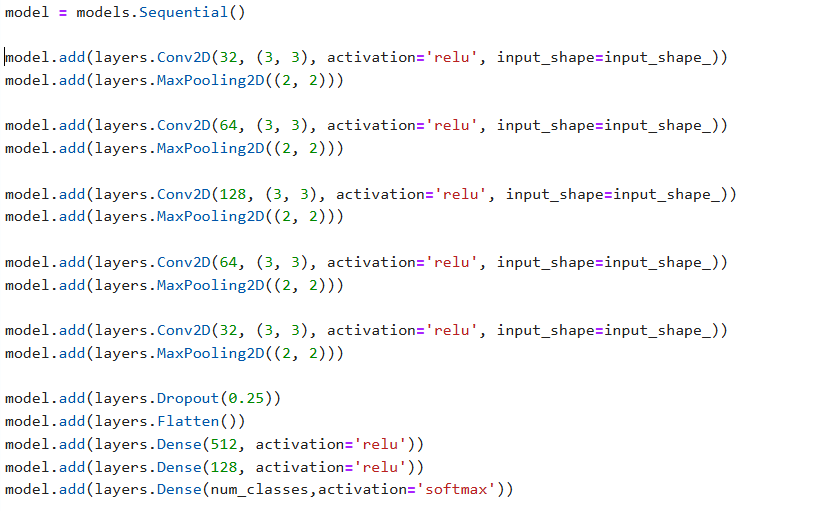 model = models.Sequential()
model.add(layers.Conv2D(32, (3, 3), activation='relu', input_shape=input_shape_))
model.add(layers.MaxPooling2D((2, 2)))
model.add(layers.Conv2D(64, (3, 3), activation='relu', input_shape=input_shape_))
model.add(layers.MaxPooling2D((2, 2)))
model.add(layers.Conv2D(128, (3, 3), activation='relu', input_shape=input_shape_))
model.add(layers.MaxPooling2D((2, 2)))
model.add(layers.Conv2D(64, (3, 3), activation='relu', input_shape=input_shape_))
model.add(layers.MaxPooling2D((2, 2)))
model.add(layers.Conv2D(32, (3, 3), activation='relu', input_shape=input_shape_))
model.add(layers.MaxPooling2D((2, 2)))
model.add(layers.Dropout(0.25))
model.add(layers.Flatten())
model.add(layers.Dense(512, activation='relu'))
model.add(layers.Dense(128, activation='relu'))
model.add(layers.Dense(num_classes,activation='softmax'))